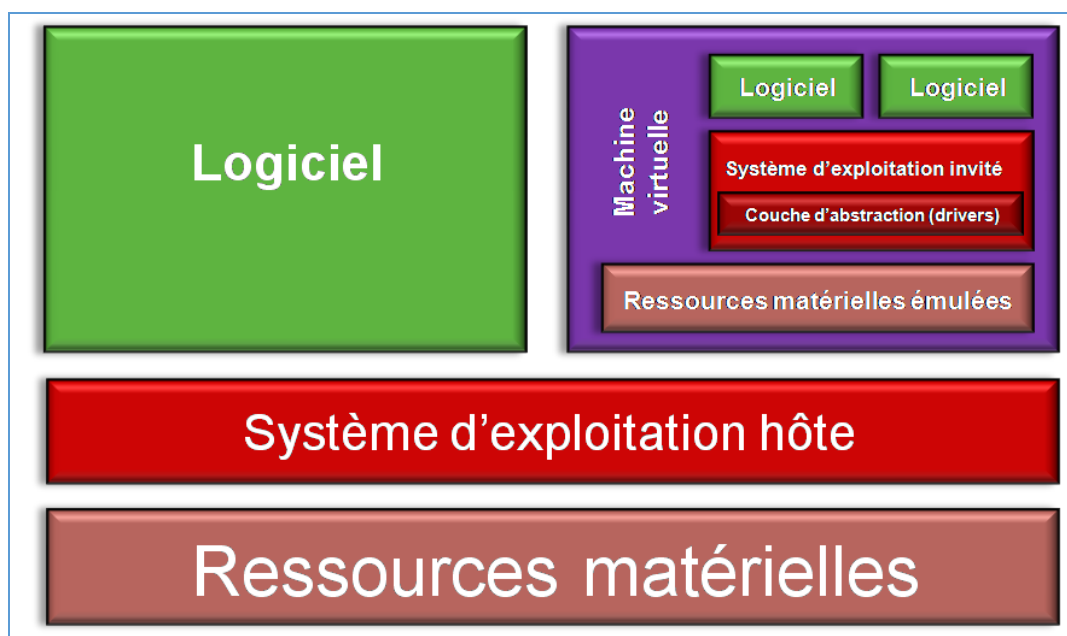 Logiciel
Machine
virtuelle
Logiciel
Logiciel
Système d'exploitation invité
Couche d'abstraction (drivers)
Ressources matérielles émulées
Système d'exploitation hôte
Ressources matérielles